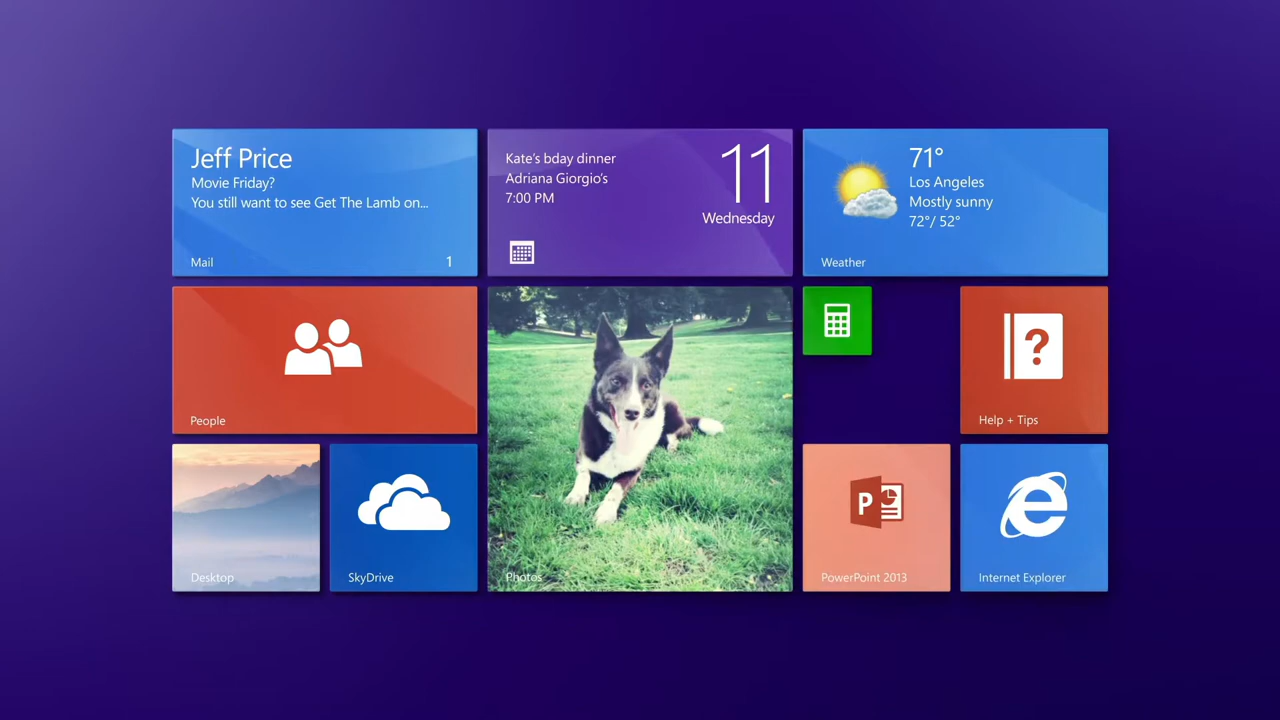 Jeff Price
Movie Friday?
You still want to see Get The Lamb on...
Mail
1
Kate's bday dinner
Adriana Giorgio's
7:00 PM
11
Wednesday
71°
Los Angeles
Mostly sunny
72°/ 52°
Weather
People
Help + Tips
Desktop
SkyDrive
Photos
P
PowerPoint 2013
Internet Explorer